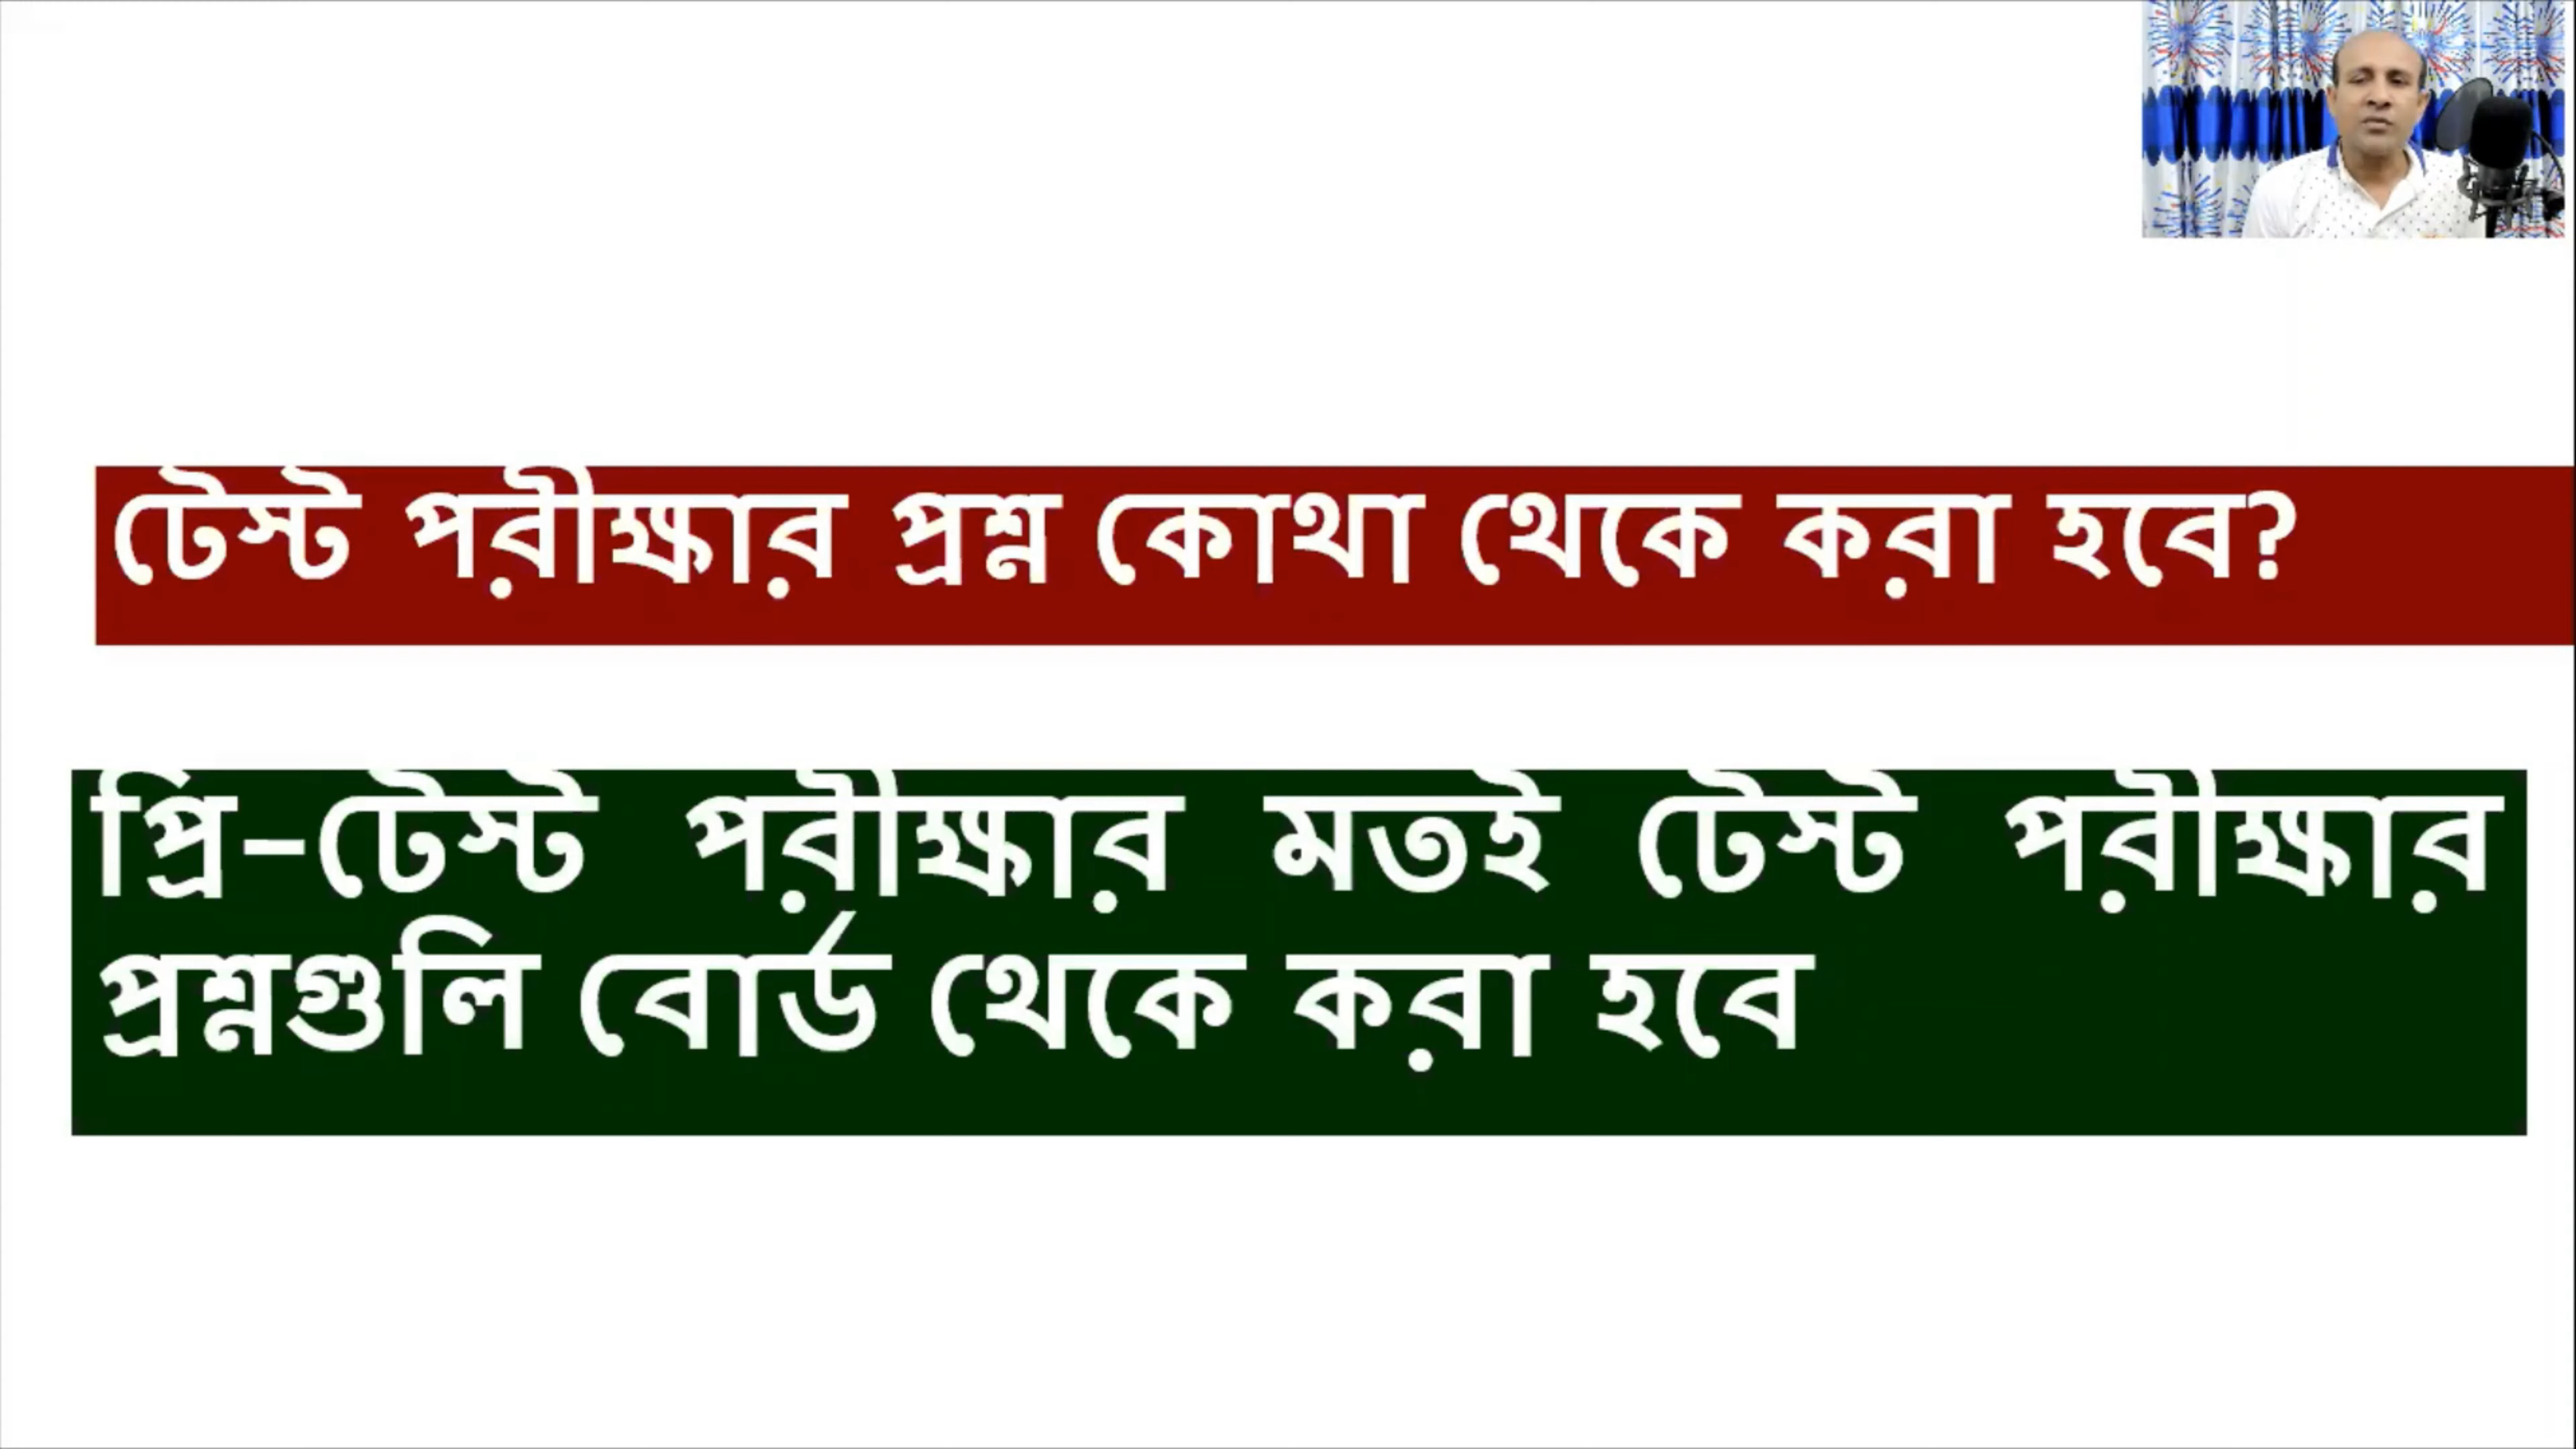 টেস্ট পরীক্ষার প্রশ্ন কোথা থেকে করা হবে?
প্রি-টেস্ট পরীক্ষার মতই টেস্ট পরীক্ষার
প্রশ্নগুলি বোর্ড থেকে করা হবে